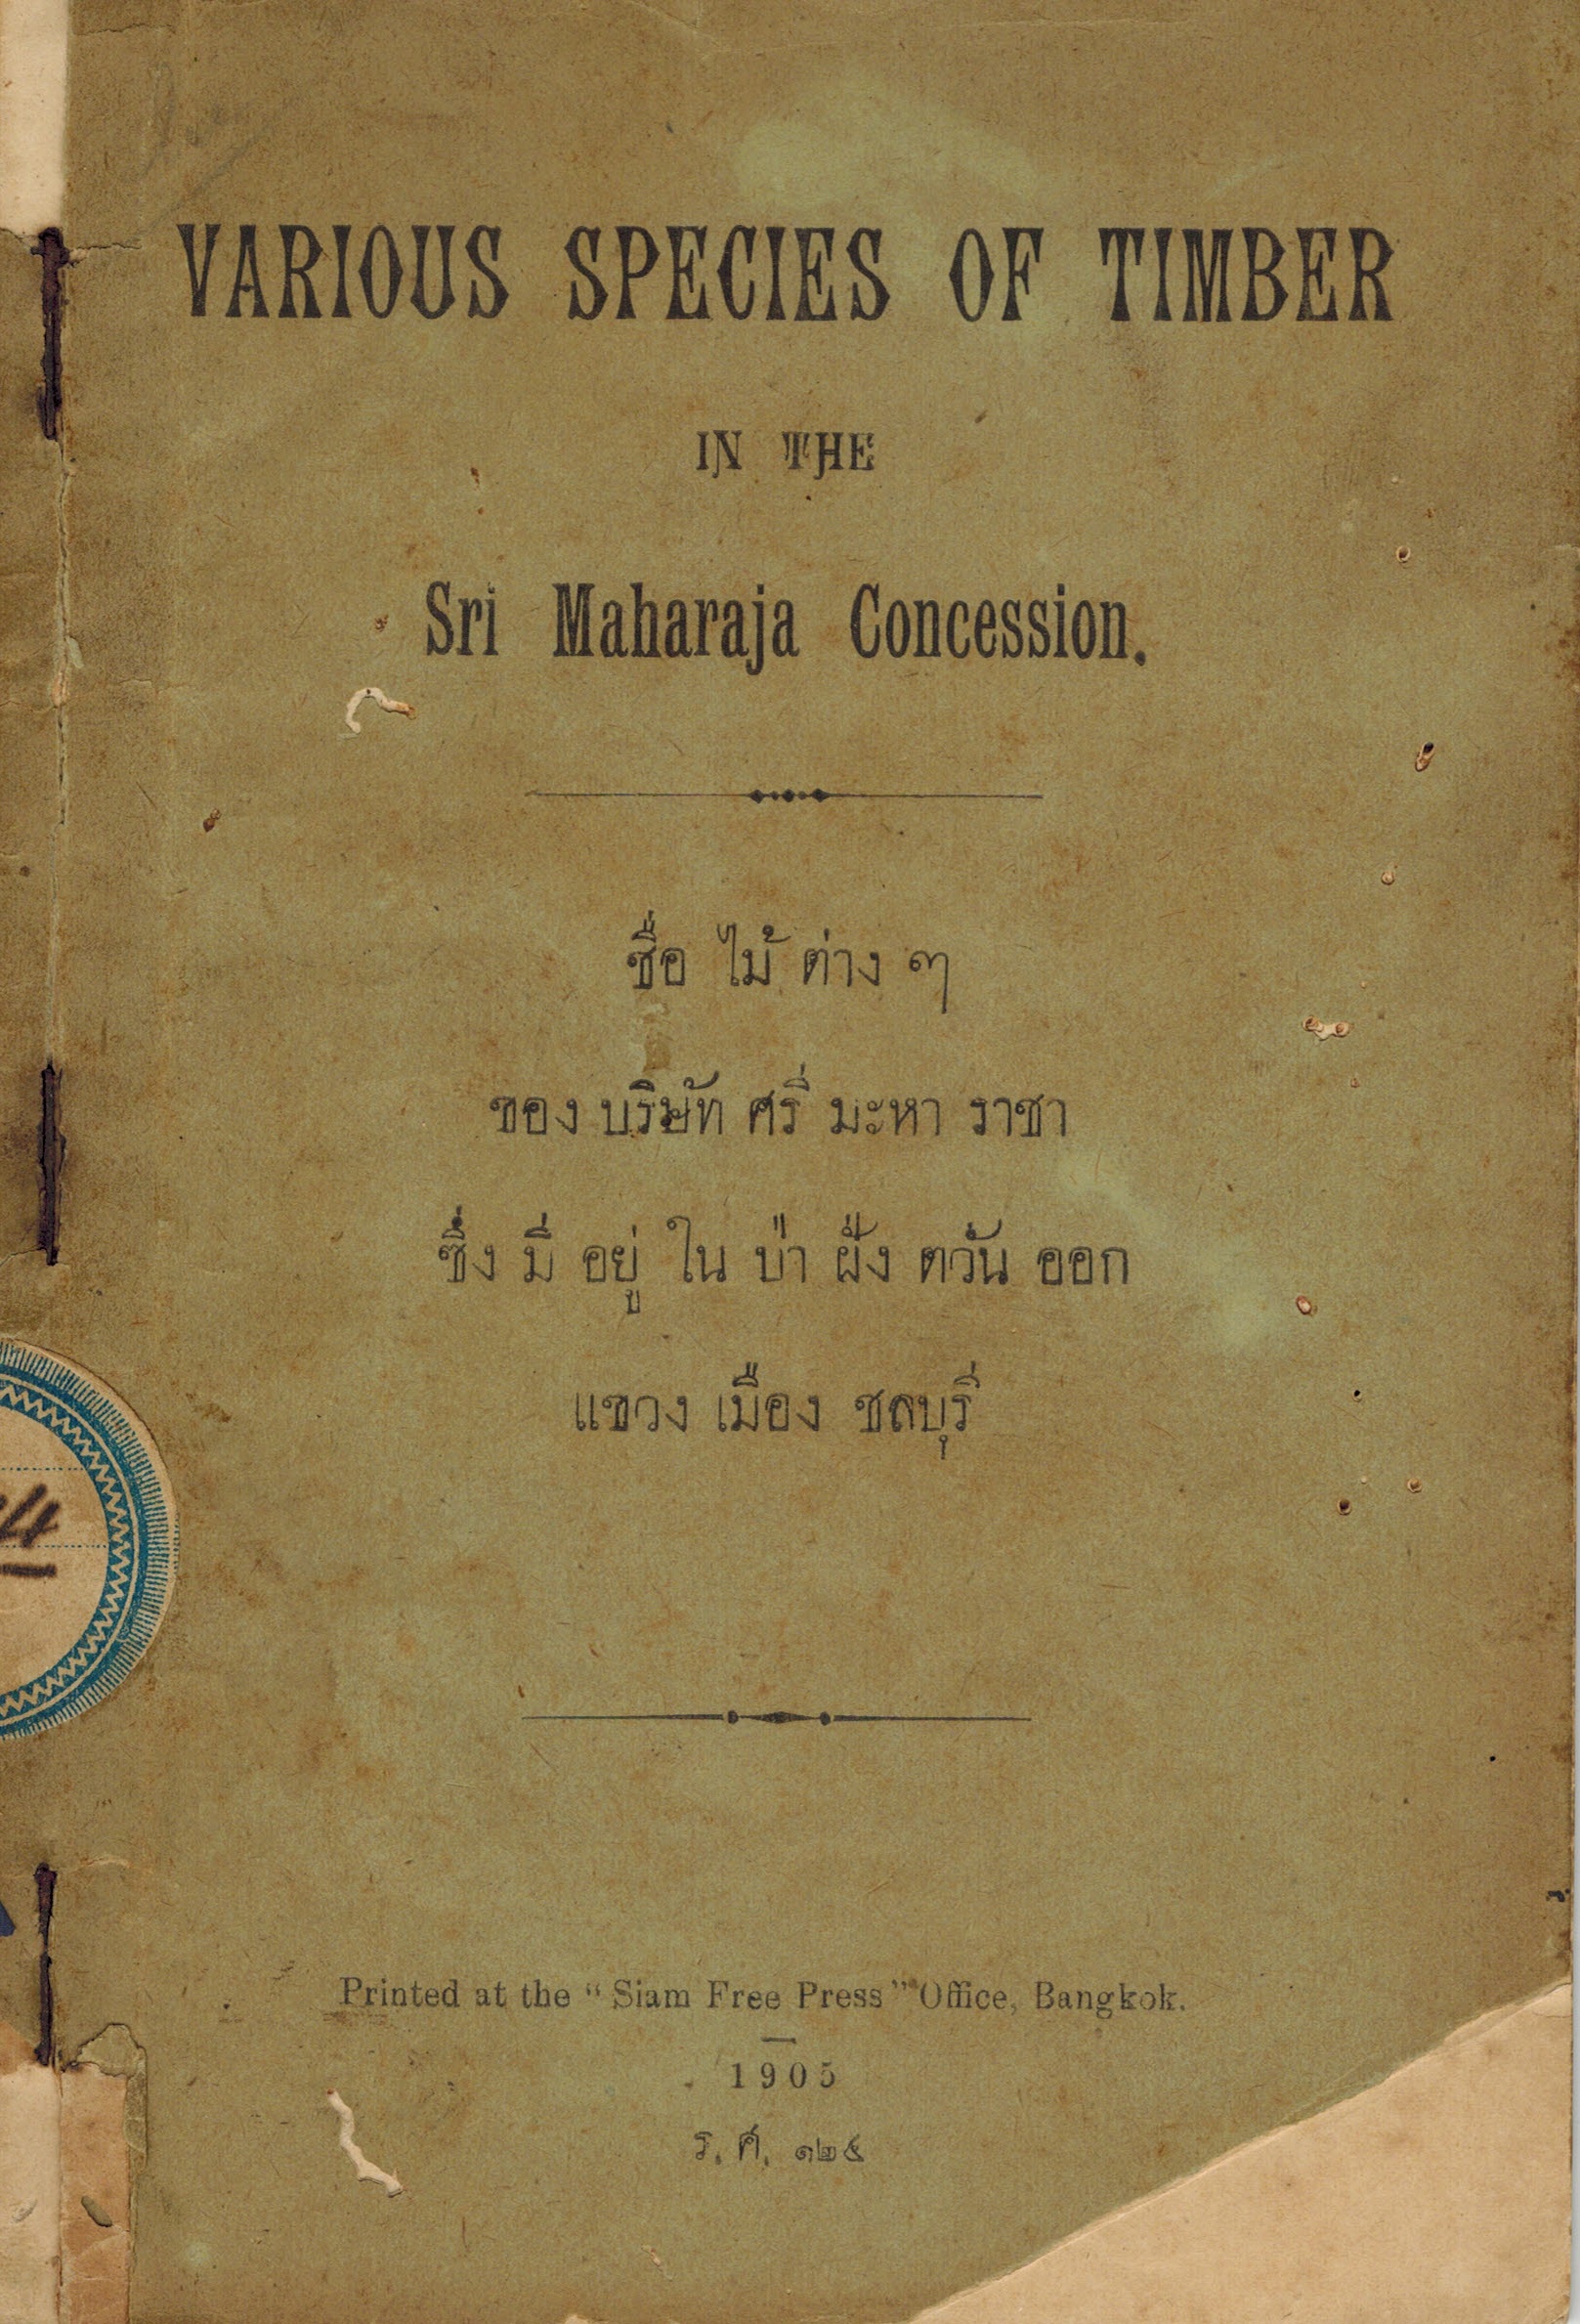 VARIOUS SPECIES OF TIMBER
IN THE
Sri Maharaja Concession.
ชื่อ ไม้ ต่าง ๆ
ของ บริษัท ศรี มะหา ราชา
ซึ่ง มี อยู่ ใน ป่า ฝั่ง ตวัน ออก
แขวง เมือง ชลบุรี
Printed at the "Siam Free Press" Office, Bangkok.
1905
ร. ศ. ๑๒๕